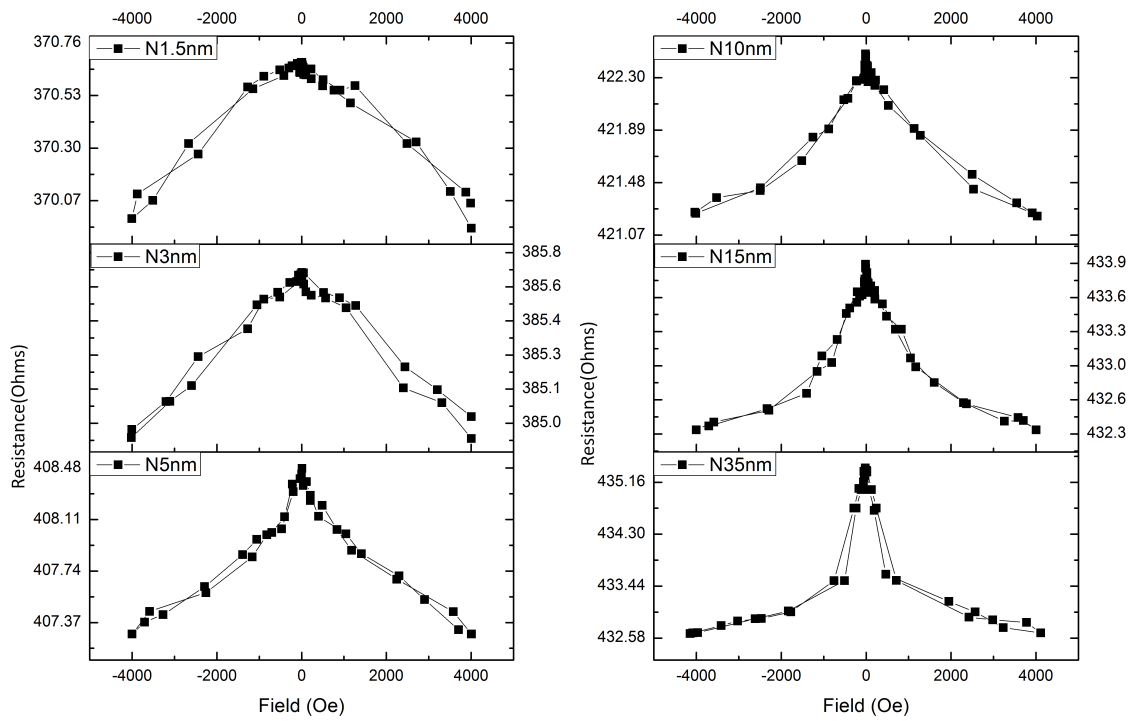 -4000 -2000 0 2000 4000
370.76
370.53
370.30
370.07
N1.5nm
N3nm
385.8
385.6
385.4
385.3
385.1
385.0
N5nm
408.48
408.11
407.74
407.37
-4000 -2000 0 2000 4000
Field (Oe)
Resistance(Ohms)
-4000 -2000 0 2000 4000
422.30
421.89
421.48
421.07
N10nm
N15nm
433.9
433.6
433.3
433.0
432.6
432.3
N35nm
435.16
434.30
433.44
432.58
-4000 -2000 0 2000 4000
Field (Oe)
Resistance(Ohms)